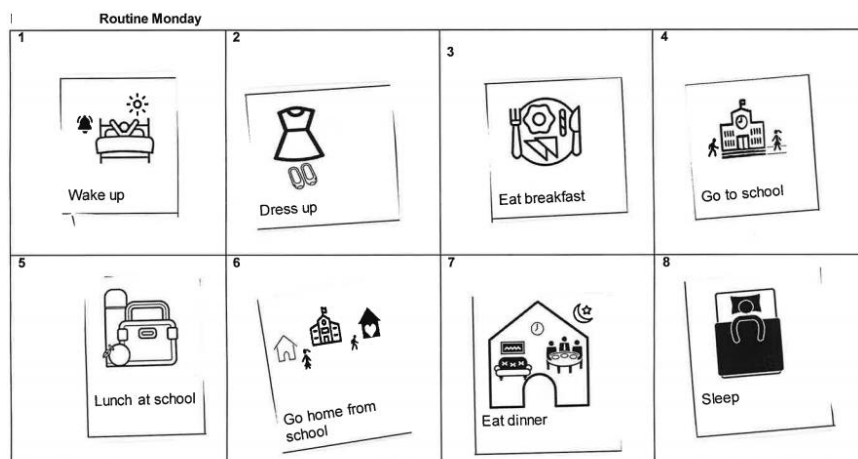 Routine Monday
1
Wake up
2
Dress up
3
Eat breakfast
4
Go to school
5
Lunch at school
6
Go home from
school
7
Eat dinner
8
Sleep